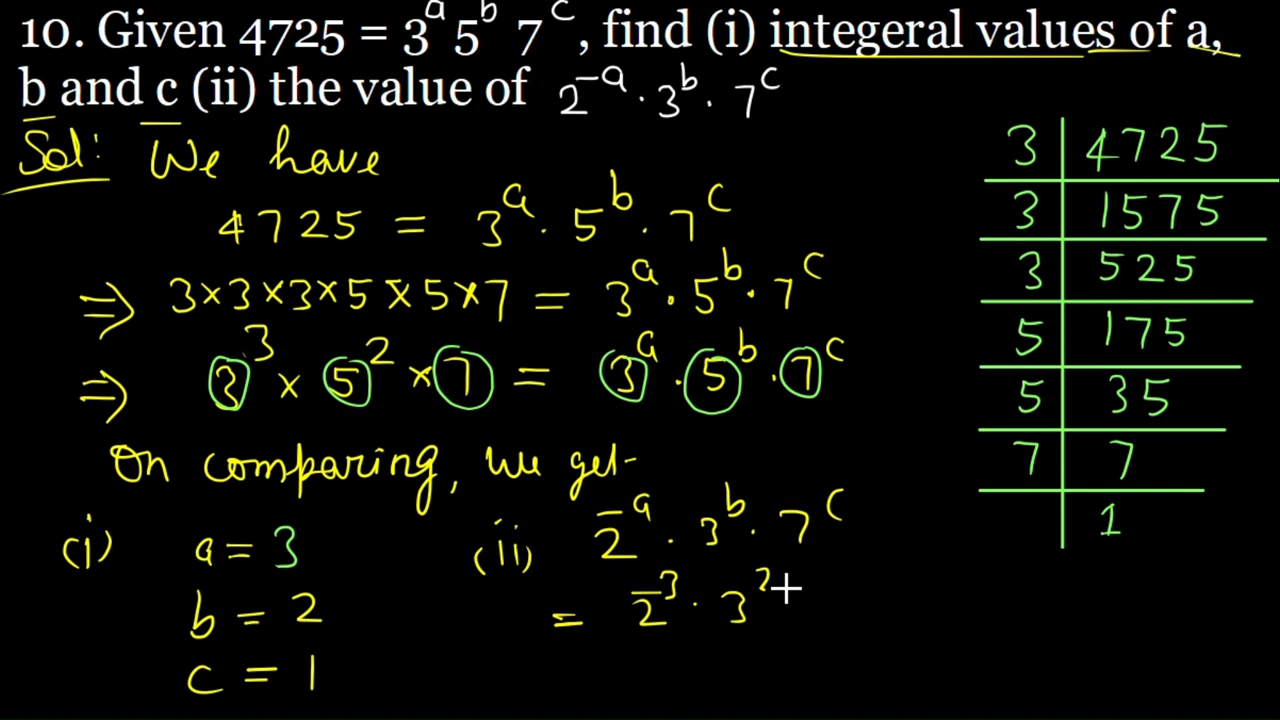 10. Given 4725 = 3^a 5^b 7^c, find (i) integeral values of a,
b and c (ii) the value of 2^-a · 3^b · 7^c
Sol: We have
4725 = 3^a · 5^b · 7^c
⇒ 3×3×3×5×5×7 = 3^a · 5^b · 7^c
⇒ 3^3 × 5^2 × 7 = 3^a · 5^b · 7^c
On comparing, we get-
(i) a = 3
b = 2
c = 1
(ii) 2^-a · 3^b · 7^c
= 2^-3 · 3^2
3 | 4725
3 | 1575
3 | 525
5 | 175
5 | 35
7 | 7
| 1